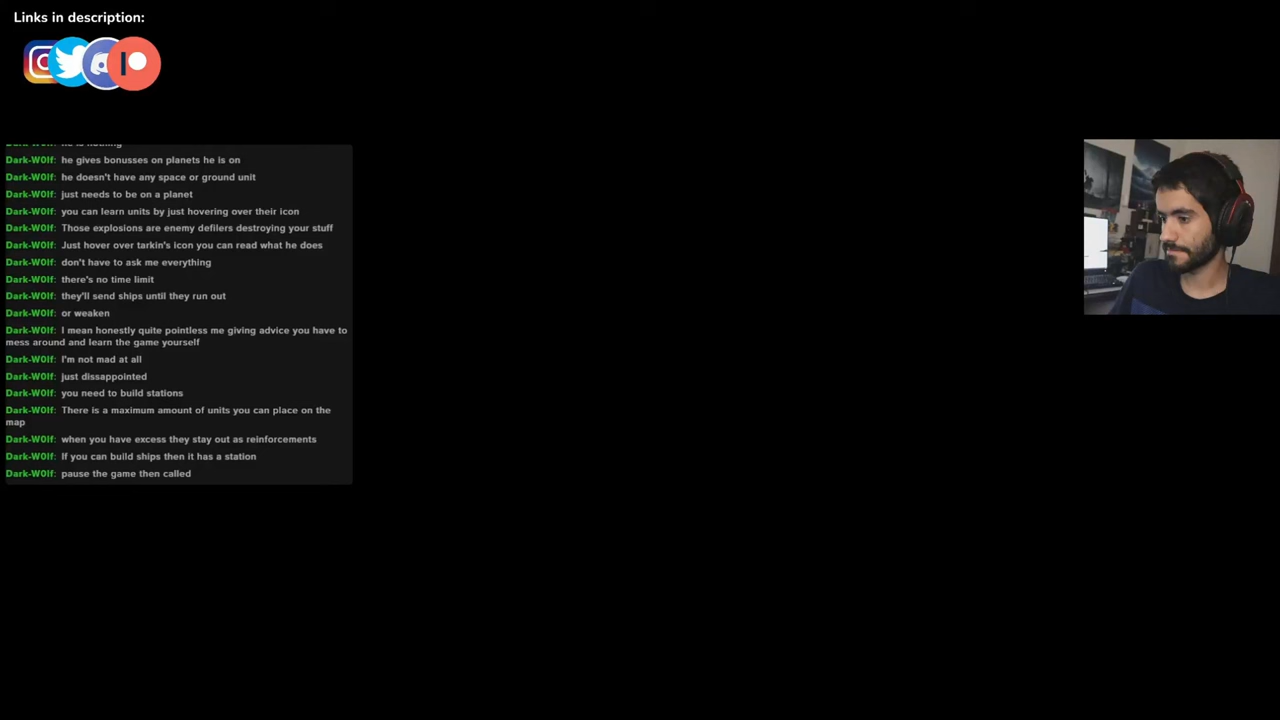 Links in description:
he is nothing
Dark-W0lf: he gives bonusses on planets he is on
Dark-W0lf: he doesn't have any space or ground unit
Dark-W0lf: just needs to be on a planet
Dark-W0lf: you can learn units by just hovering over their icon
Dark-W0lf: Those explosions are enemy defilers destroying your stuff
Dark-W0lf: Just hover over tarkin's icon you can read what he does
Dark-W0lf: don't have to ask me everything
Dark-W0lf: there's no time limit
Dark-W0lf: they'll send ships until they run out
Dark-W0lf: or weaken
Dark-W0lf: I mean honestly quite pointless me giving advice you have to
mess around and learn the game yourself
Dark-W0lf: I'm not mad at all
Dark-W0lf: just dissappointed
Dark-W0lf: you need to build stations
Dark-W0lf: There is a maximum amount of units you can place on the
map
Dark-W0lf: when you have excess they stay out as reinforcements
Dark-W0lf: If you can build ships then it has a station
Dark-W0lf: pause the game then called